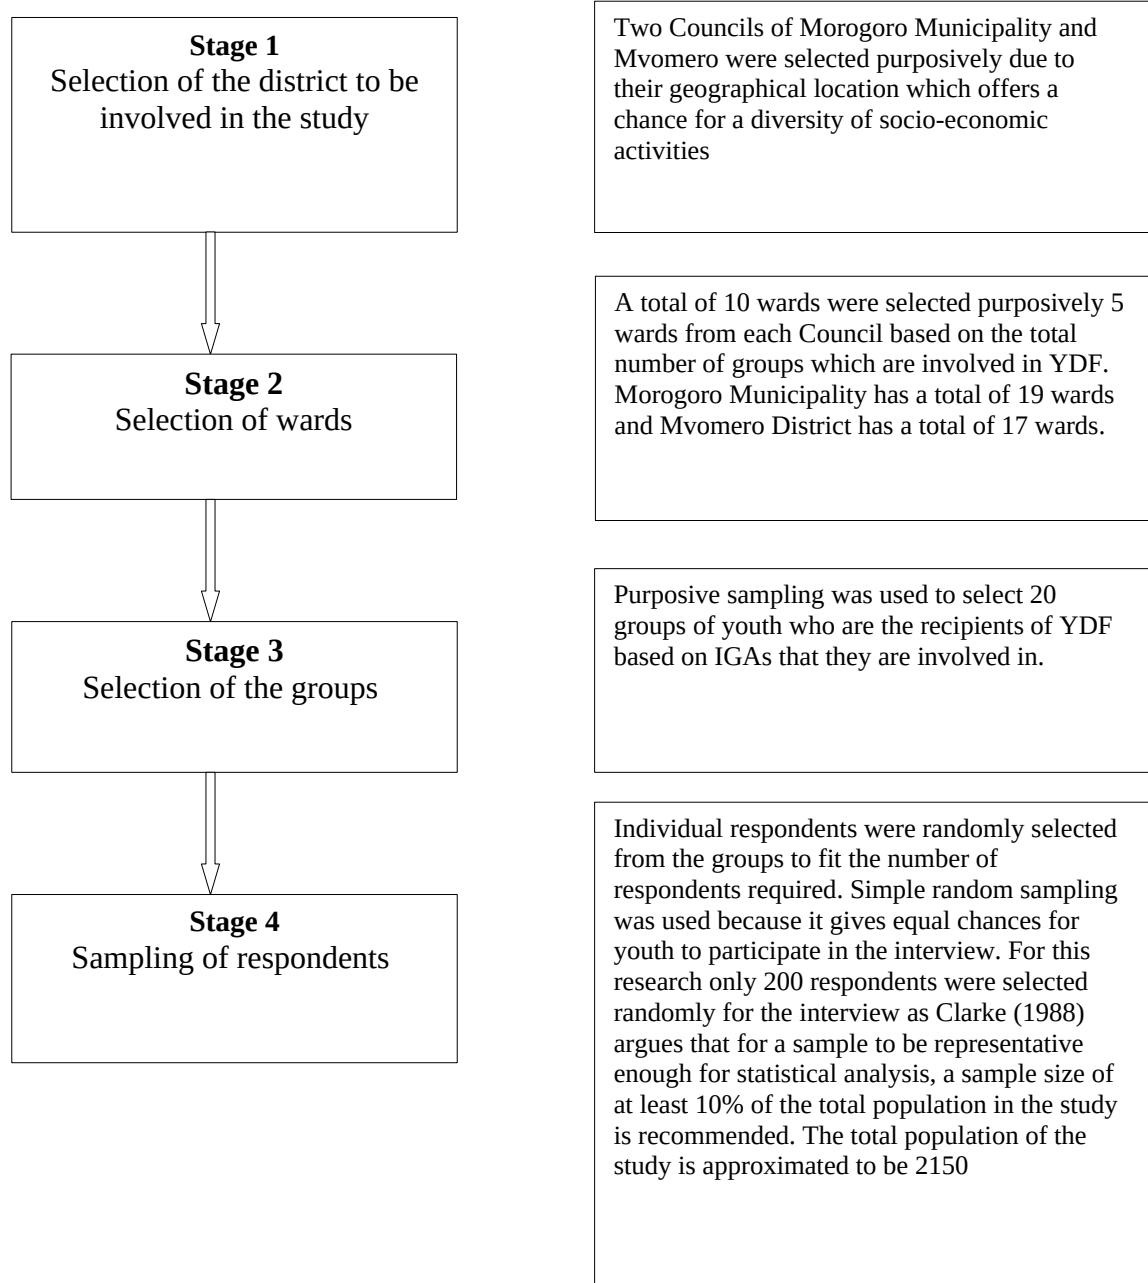 Stage 1
Selection of the district to be
involved in the study
Two Councils of Morogoro Municipality and
Mvomero were selected purposively due to
their geographical location which offers a
chance for a diversity of socio-economic
activities
Stage 2
Selection of wards
A total of 10 wards were selected purposively 5
wards from each Council based on the total
number of groups which are involved in YDF.
Morogoro Municipality has a total of 19 wards
and Mvomero District has a total of 17 wards.
Stage 3
Selection of the groups
Purposive sampling was used to select 20
groups of youth who are the recipients of YDF
based on IGAs that they are involved in.
Stage 4
Sampling of respondents
Individual respondents were randomly selected
from the groups to fit the number of
respondents required. Simple random sampling
was used because it gives equal chances for
youth to participate in the interview. For this
research only 200 respondents were selected
randomly for the interview as Clarke (1988)
argues that for a sample to be representative
enough for statistical analysis, a sample size of
at least 10% of the total population in the study
is recommended. The total population of the
study is approximated to be 2150